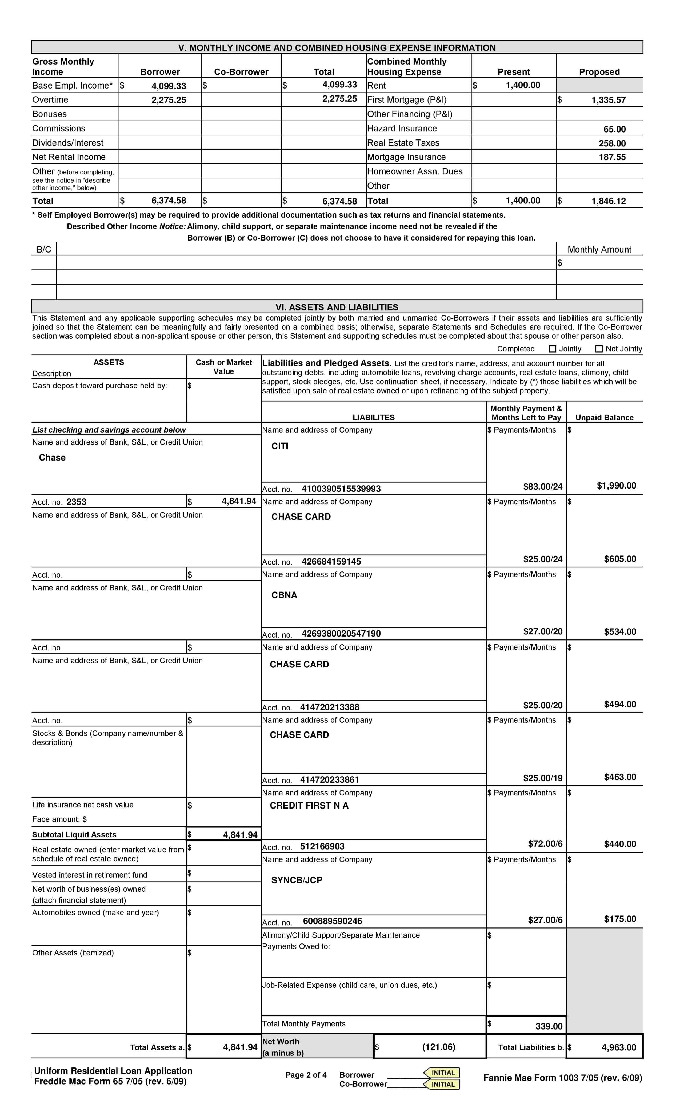 V. MONTHLY INCOME AND COMBINED HOUSING EXPENSE INFORMATION
Gross Monthly Income Borrower Co-Borrower Total Combined Monthly Housing Expense Present Proposed
Base Empl. Income* $ 4,099.33 $ $ 4,099.33 Rent $ 1,400.00
Overtime 2,275.25 2,275.25 First Mortgage (P&I) $ 1,335.57
Bonuses Other Financing (P&I)
Commissions Hazard Insurance 65.00
Dividends/Interest Real Estate Taxes 258.00
Net Rental Income Mortgage Insurance 187.55
Other (before completing, see the notice in "describe other income," below) Homeowner Assn. Dues
Other
Total $ 6,374.58 $ $ 6,374.58 Total $ 1,400.00 $ 1,846.12
* Self Employed Borrower(s) may be required to provide additional documentation such as tax returns and financial statements.
Described Other Income Notice: Alimony, child support, or separate maintenance income need not be revealed if the
Borrower (B) or Co-Borrower (C) does not choose to have it considered for repaying this loan.
B/C Monthly Amount
$
VI. ASSETS AND LIABILITIES
This Statement and any applicable supporting schedules may be completed jointly by both married and unmarried Co-Borrowers if their assets and liabilities are sufficiently
joined so that the Statement can be meaningfully and fairly presented on a combined basis; otherwise, separate Statements and Schedules are required. If the Co-Borrower
section was completed about a non-applicant spouse or other person, this Statement and supporting schedules must be completed about that spouse or other person also.
Completed Jointly Not Jointly
ASSETS Cash or Market Value
Description
Cash deposit toward purchase held by: $
Liabilities and Pledged Assets. List the creditor's name, address, and account number for all
outstanding debts, including automobile loans, revolving charge accounts, real estate loans, alimony, child
support, stock pledges, etc. Use continuation sheet, if necessary. Indicate by (*) those liabilities which will be
satisfied upon sale of real estate owned or upon refinancing of the subject property.
LIABILITES Monthly Payment & Months Left to Pay Unpaid Balance
List checking and savings account below Name and address of Company $ Payments/Months $
Name and address of Bank, S&L, or Credit Union
Chase CITI
Acct. no. 4100390515539993 $83.00/24 $1,990.00
Acct. no. 2353 $ 4,841.94 Name and address of Company $ Payments/Months $
Name and address of Bank, S&L, or Credit Union CHASE CARD
Acct. no. 426684159145 $25.00/24 $605.00
Acct. no. $ Name and address of Company $ Payments/Months $
Name and address of Bank, S&L, or Credit Union CBNA
Acct. no. 4269380020547190 $27.00/20 $534.00
Acct. no. $ Name and address of Company $ Payments/Months $
Name and address of Bank, S&L, or Credit Union CHASE CARD
Acct. no. 414720213388 $25.00/20 $494.00
Acct. no. $ Name and address of Company $ Payments/Months $
Stocks & Bonds (Company name/number & description) CHASE CARD
Acct. no. 414720233861 $25.00/19 $463.00
Name and address of Company $ Payments/Months $
Life insurance net cash value $ CREDIT FIRST N A
Face amount: $
Subtotal Liquid Assets $ 4,841.94
Acct. no. 512166903 $72.00/6 $440.00
Real estate owned (enter market value from schedule of real estate owned) $ Name and address of Company $ Payments/Months $
Vested interest in retirement fund $ SYNCB/JCP
Net worth of business(es) owned (attach financial statement) $
Automobiles owned (make and year) $
Acct. no. 600889590246 $27.00/6 $175.00
Alimony/Child Support/Separate Maintenance Payments Owed to: $
Other Assets (itemized) $
Job-Related Expense (child care, union dues, etc.) $
Total Monthly Payments $ 339.00
Total Assets a. $ 4,841.94 Net Worth (a minus b) $ (121.06) Total Liabilities b. $ 4,963.00
Uniform Residential Loan Application
Freddie Mac Form 65 7/05 (rev. 6/09)
Page 2 of 4
Borrower INITIAL
Co-Borrower INITIAL
Fannie Mae Form 1003 7/05 (rev. 6/09)